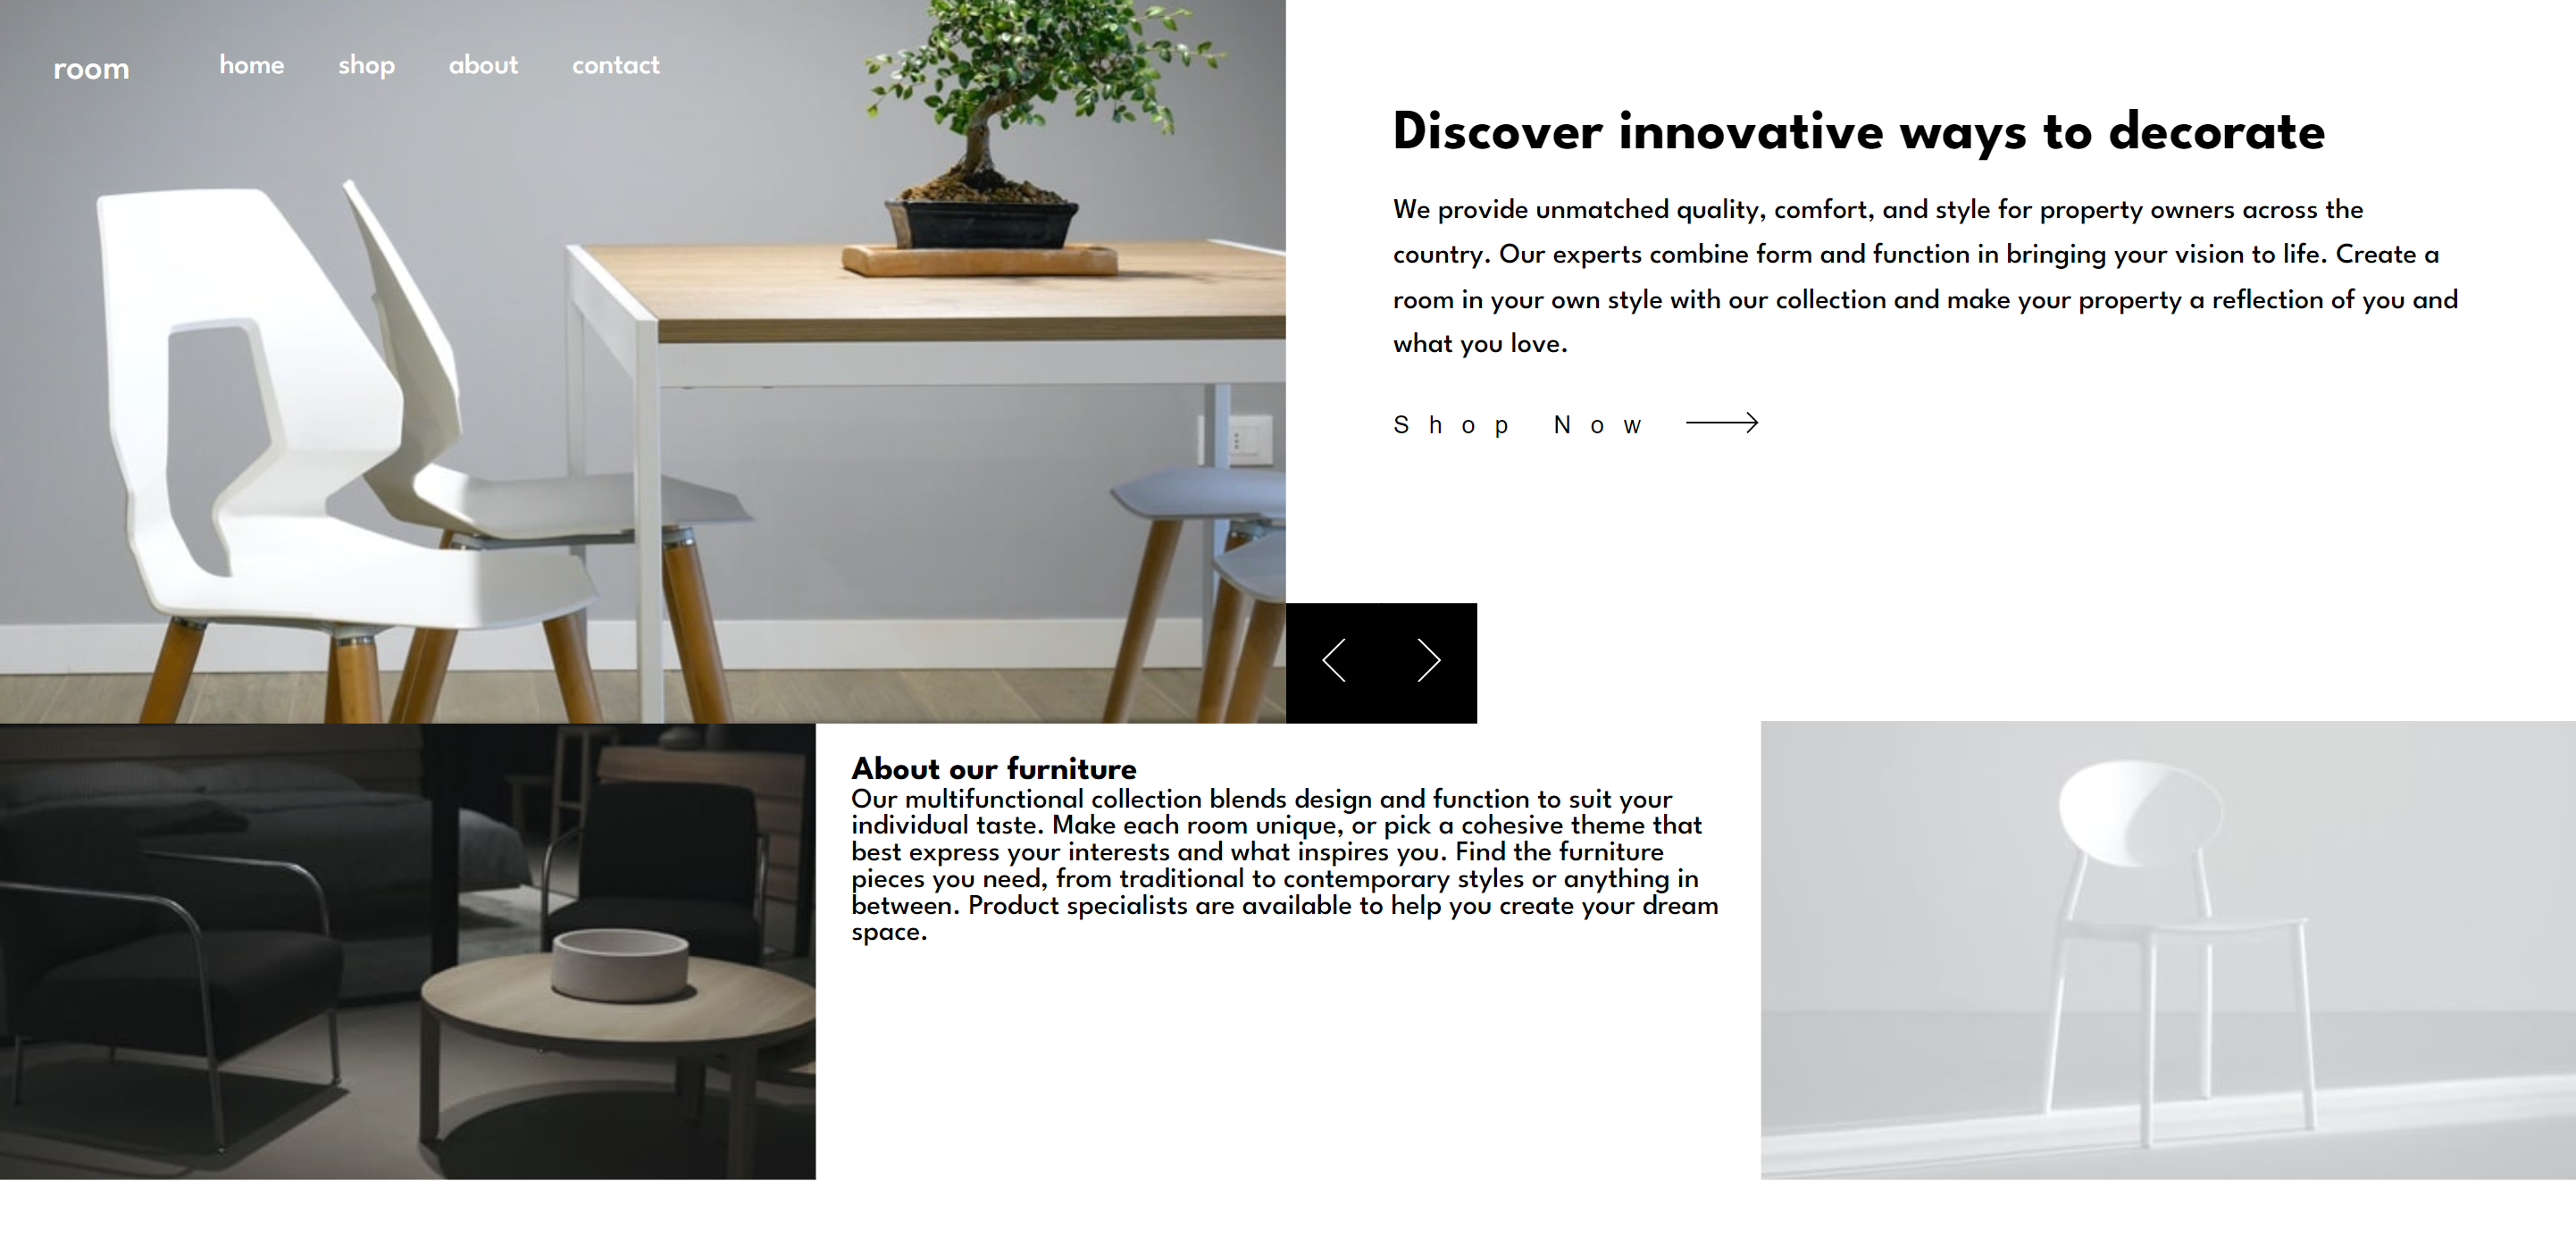 room home shop about contact
Discover innovative ways to decorate
We provide unmatched quality, comfort, and style for property owners across the
country. Our experts combine form and function in bringing your vision to life. Create a
room in your own style with our collection and make your property a reflection of you and
what you love.
Shop Now
About our furniture
Our multifunctional collection blends design and function to suit your
individual taste. Make each room unique, or pick a cohesive theme that
best express your interests and what inspires you. Find the furniture
pieces you need, from traditional to contemporary styles or anything in
between. Product specialists are available to help you create your dream
space.